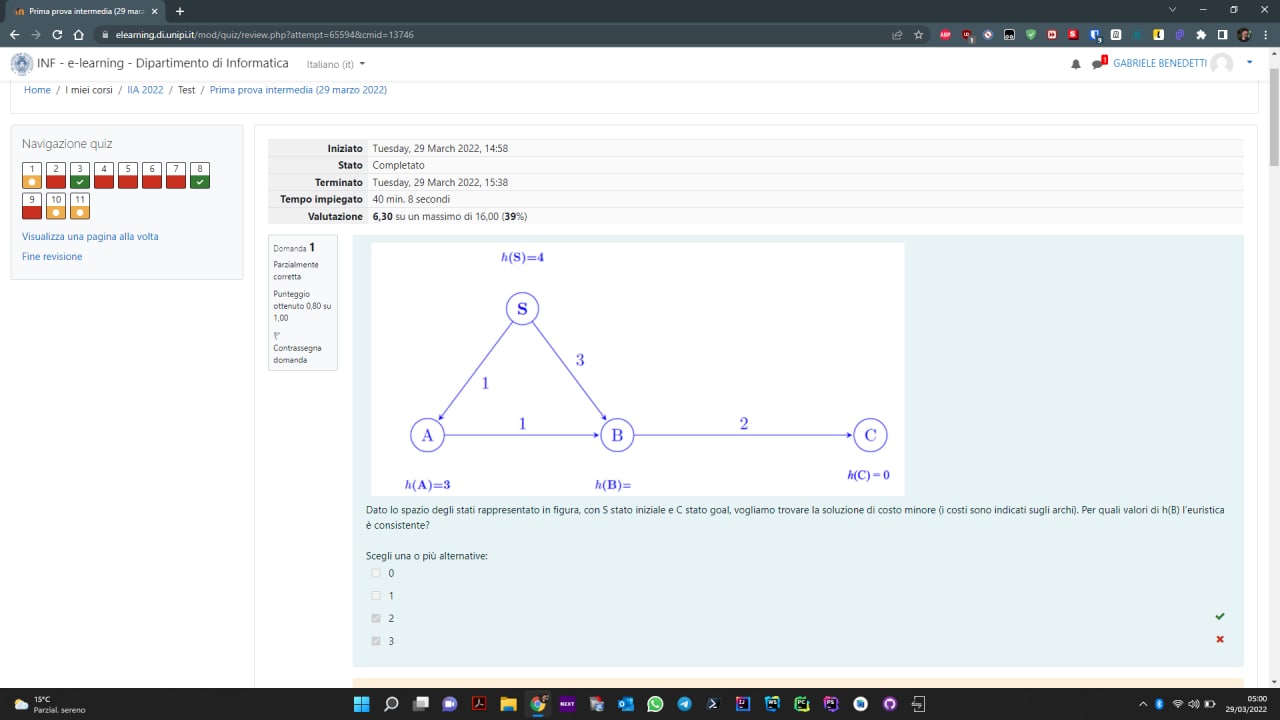 Prima prova intermedia (29 mar
elearning.di.unipi.it/mod/quiz/review.php?attempt=65594&cmid=13746
INF - e-learning - Dipartimento di Informatica
Italiano (it)
1
GABRIELE BENEDETTI
Home / I miei corsi / IIA 2022 / Test / Prima prova intermedia (29 marzo 2022)
Navigazione quiz
1 2 3 4 5 6 7 8
9 10 11
Visualizza una pagina alla volta
Fine revisione
Iniziato Tuesday, 29 March 2022, 14:58
Stato Completato
Terminato Tuesday, 29 March 2022, 15:38
Tempo impiegato 40 min. 8 secondi
Valutazione 6,30 su un massimo di 16,00 (39%)
Domanda 1
Parzialmente
corretta
Punteggio
ottenuto 0,80 su
1,00
Contrassegna
domanda
h(S)=4
S
3
1
1
2
A
B
C
h(A)=3
h(B)=
h(C) = 0
Dato lo spazio degli stati rappresentato in figura, con S stato iniziale e C stato goal, vogliamo trovare la soluzione di costo minore (i costi sono indicati sugli archi). Per quali valori di h(B) l'euristica
è consistente?
Scegli una o più alternative:
0
1
2
3
15°C
Parzial. sereno
05:00
29/03/2022